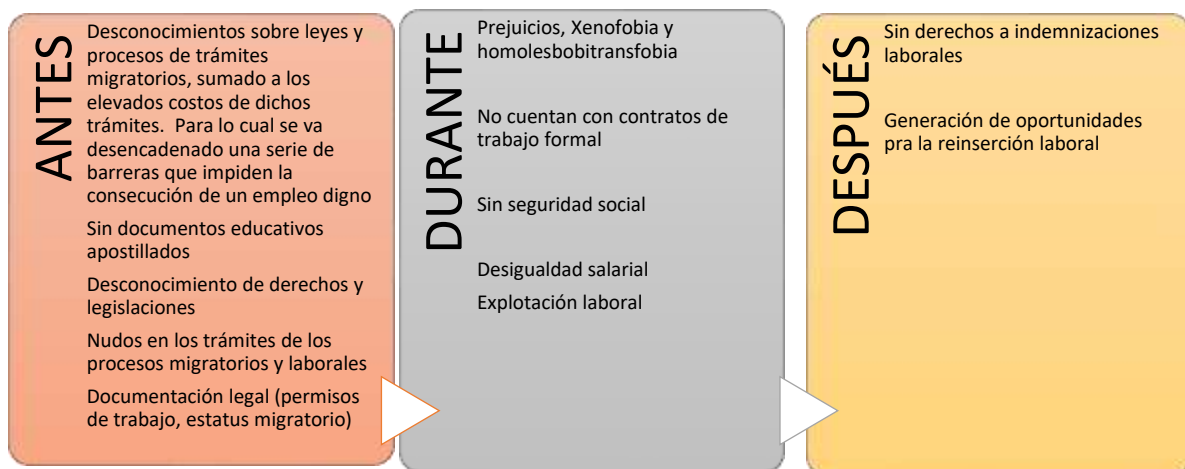 ANTES
Desconocimientos sobre leyes y
procesos de trámites
migratorios, sumado a los
elevados costos de dichos
trámites. Para lo cual se va
desencadenado una serie de
barreras que impiden la
consecución de un empleo digno
Sin documentos educativos
apostillados
Desconocimiento de derechos y
legislaciones
Nudos en los trámites de los
procesos migratorios y laborales
Documentación legal (permisos
de trabajo, estatus migratorio)
DURANTE
Prejuicios, Xenofobia y
homolesbobitransfobia
No cuentan con contratos de
trabajo formal
Sin seguridad social
Desigualdad salarial
Explotación laboral
DESPUÉS
Sin derechos a indemnizaciones
laborales
Generación de oportunidades
pra la reinserción laboral